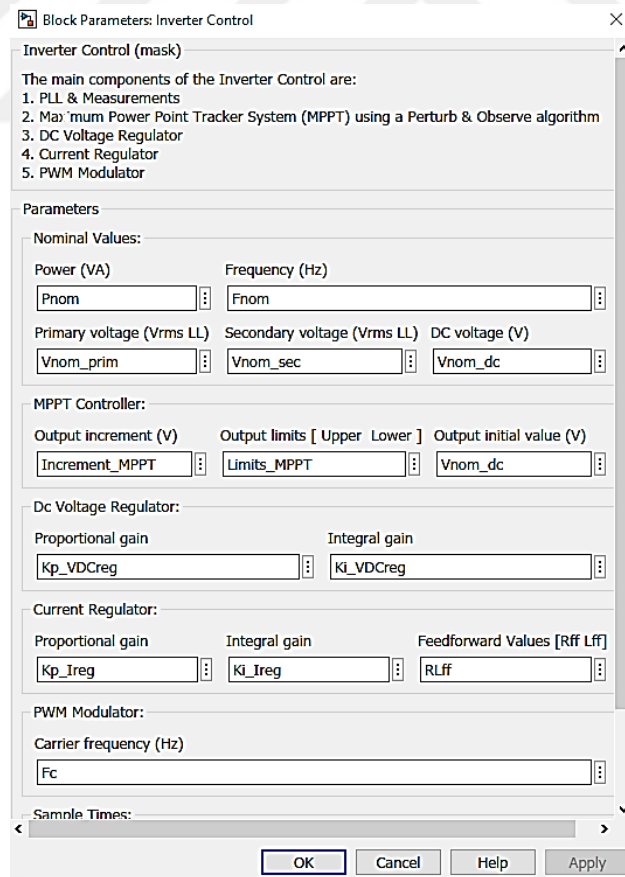 Block Parameters: Inverter Control
Inverter Control (mask)
The main components of the Inverter Control are:
1. PLL & Measurements
2. Max'mum Power Point Tracker System (MPPT) using a Perturb & Observe algorithm
3. DC Voltage Regulator
4. Current Regulator
5. PWM Modulator
Parameters
Nominal Values:
Power (VA) Frequency (Hz)
Pnom Fnom
Primary voltage (Vrms LL) Secondary voltage (Vrms LL) DC voltage (V)
Vnom_prim Vnom_sec Vnom_dc
MPPT Controller:
Output increment (V) Output limits [ Upper Lower ] Output initial value (V)
Increment_MPPT Limits_MPPT Vnom_dc
Dc Voltage Regulator:
Proportional gain Integral gain
Kp_VDCreg Ki_VDCreg
Current Regulator:
Proportional gain Integral gain Feedforward Values [Rff Lff]
Kp_Ireg Ki_Ireg RLff
PWM Modulator:
Carrier frequency (Hz)
Fc
Sample Times:
OK Cancel Help Apply